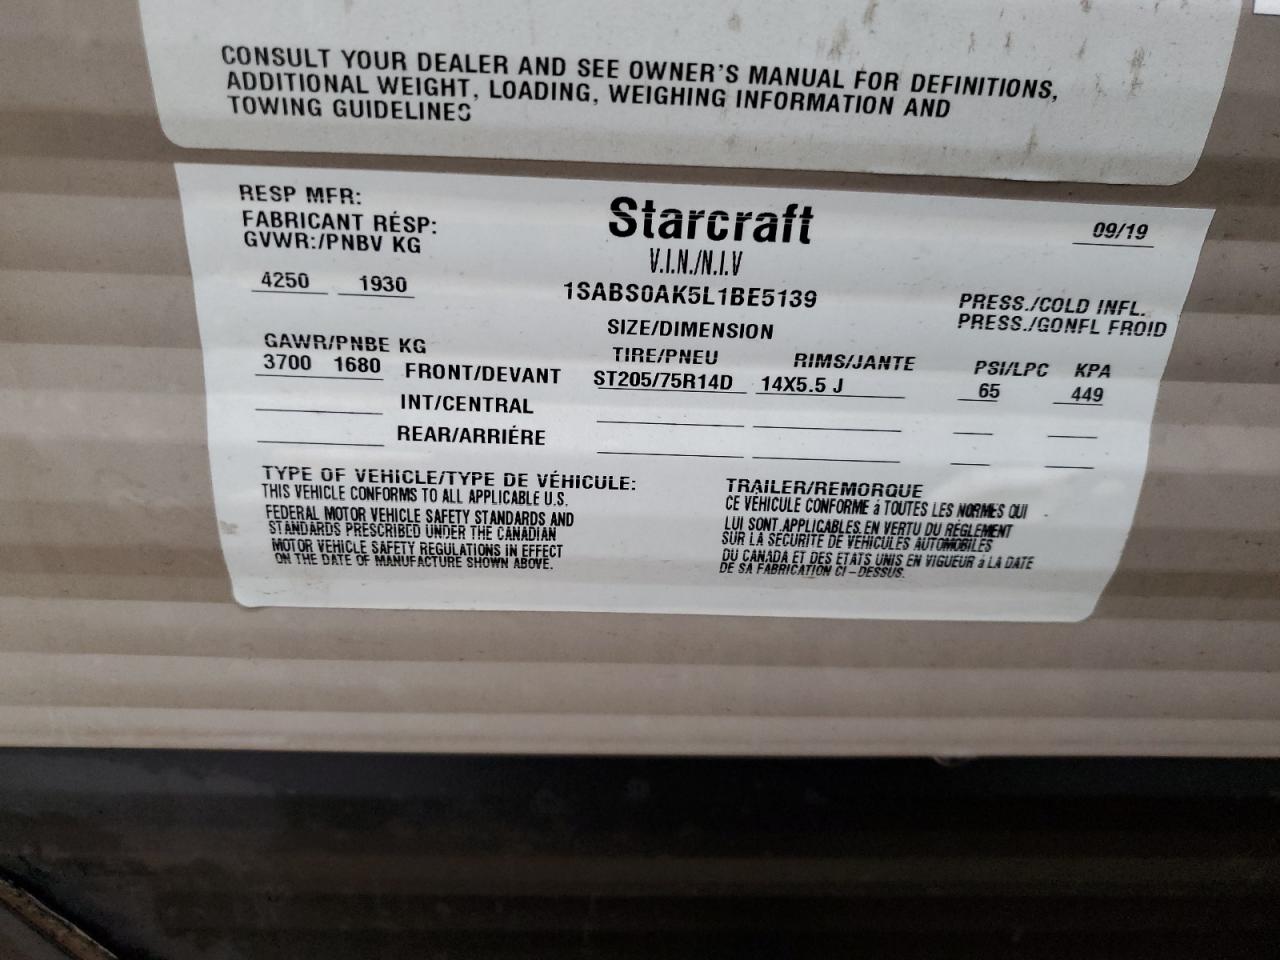 CONSULT YOUR DEALER AND SEE OWNER'S MANUAL FOR DEFINITIONS,
ADDITIONAL WEIGHT, LOADING, WEIGHING INFORMATION AND
TOWING GUIDELINES
RESP MFR:
FABRICANT RÉSP:
Starcraft
09/19
GVWR:/PNBV KG
V.I.N./N.I.V
4250 1930
1SABS0AK5L1BE5139
PRESS./COLD INFL.
PRESS./GONFL FROID
SIZE/DIMENSION
GAWR/PNBE KG
TIRE/PNEU RIMS/JANTE PSI/LPC KPA
3700 1680 FRONT/DEVANT ST205/75R14D 14X5.5 J 65 449
INT/CENTRAL
REAR/ARRIÉRE
TYPE OF VEHICLE/TYPE DE VÉHICULE: TRAILER/REMORQUE
THIS VEHICLE CONFORMS TO ALL APPLICABLE U.S.
FEDERAL MOTOR VEHICLE SAFETY STANDARDS AND
STANDARDS PRESCRIBED UNDER THE CANADIAN
MOTOR VEHICLE SAFETY REGULATIONS IN EFFECT
ON THE DATE OF MANUFACTURE SHOWN ABOVE.
CE VÉHICULE CONFORME á TOUTES LES NORMES QUI
LUI SONT APPLICABLES EN VERTU DU RÉGLEMENT
SUR LA SÉCURITÉ DE VÉHICULES AUTOMOBILES
DU CANADA ET DES ETATS UNIS EN VIGUEUR á LA DATE
DE SA FABRICATION CI-DESSUS.